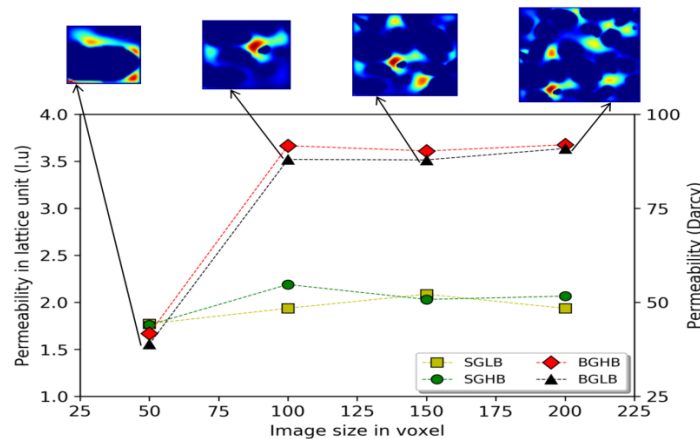 4.0
3.5
3.0
2.5
2.0
1.5
1.0
Permeability in lattice unit (l.u)
100
75
50
25
Permeability (Darcy)
SGLB
SGHB
BGHB
BGLB
25 50 75 100 125 150 175 200 225
Image size in voxel